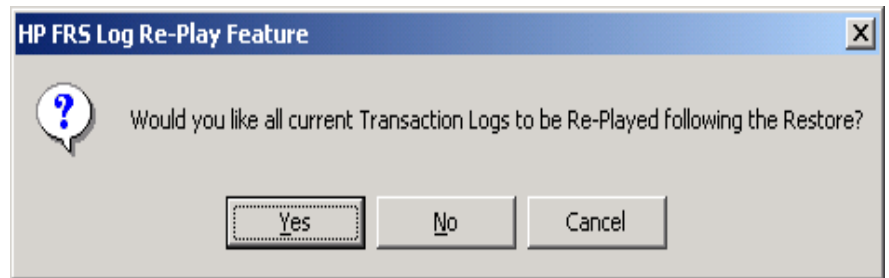 HP FRS Log Re-Play Feature
Would you like all current Transaction Logs to be Re-Played following the Restore?
Yes No Cancel